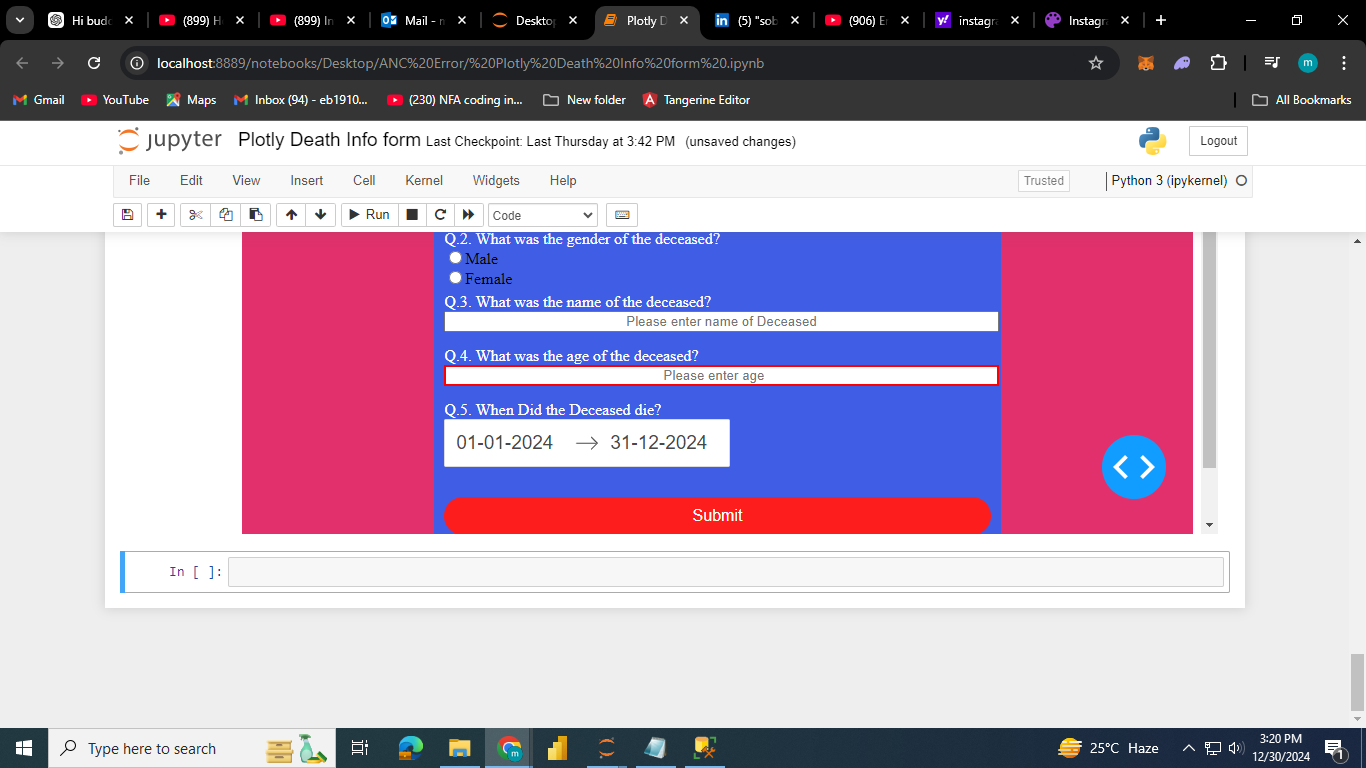 Hi budd
(899) H
(899) In
Mail - n
Desktop
Plotly D
(5) "sob
(906) Er
instagra
Instagra
localhost:8889/notebooks/Desktop/ANC%20Error/%20Plotly%20Death%20Info%20form%20.ipynb
m
Gmail
YouTube
Maps
Inbox (94) - eb1910...
(230) NFA coding in...
New folder
Tangerine Editor
All Bookmarks
jupyter Plotly Death Info form Last Checkpoint: Last Thursday at 3:42 PM (unsaved changes)
Logout
File Edit View Insert Cell Kernel Widgets Help
Trusted
Python 3 (ipykernel)
Run
Code
Q.2. What was the gender of the deceased?
Male
Female
Q.3. What was the name of the deceased?
Please enter name of Deceased
Q.4. What was the age of the deceased?
Please enter age
Q.5. When Did the Deceased die?
01-01-2024 → 31-12-2024
Submit
In [ ]:
Type here to search
25°C Haze
3:20 PM
12/30/2024
1